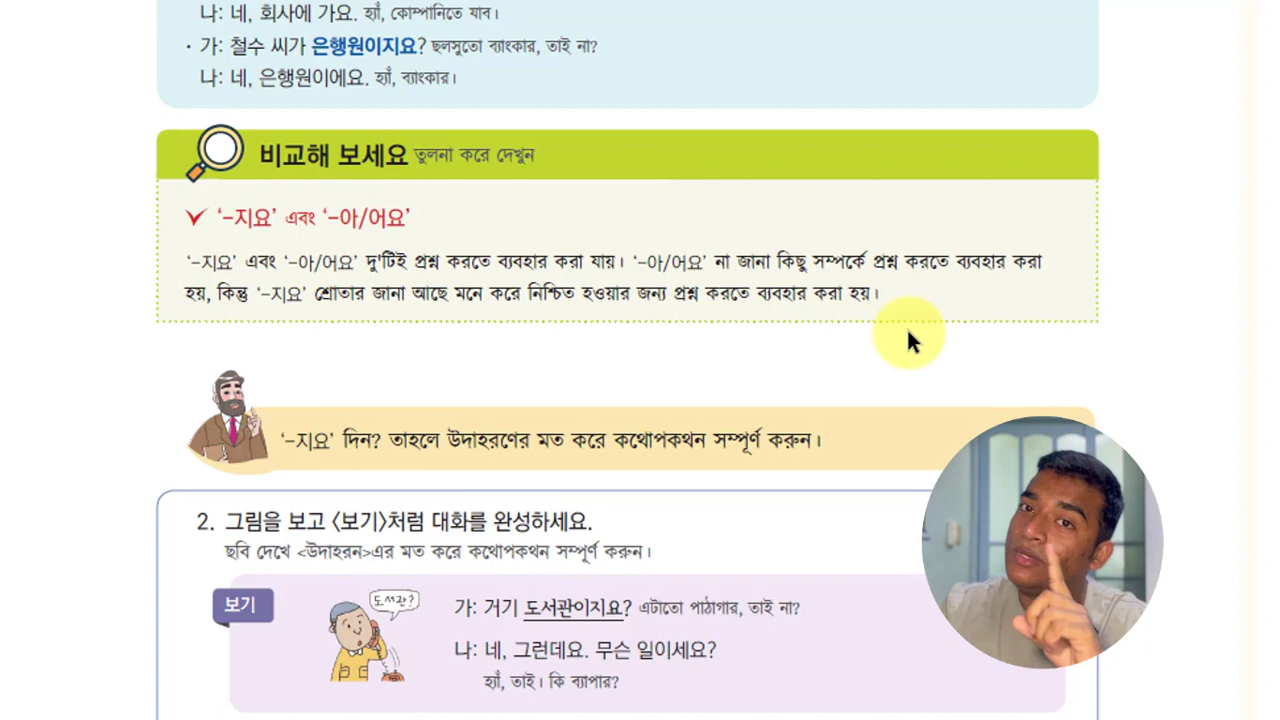 나: 네, 회사에 가요. হ্যাঁ, কোম্পানিতে যাব।
· 가: 철수 씨가 은행원이지요? ছলসুতো ব্যাংকার, তাই না?
나: 네, 은행원이에요. হ্যাঁ, ব্যাংকার।
비교해 보세요 তুলনা করে দেখুন
‘-지요’ এবং ‘-아/어요’
‘-지요’ এবং ‘-아/어요’ দু'টিই প্রশ্ন করতে ব্যবহার করা যায়। ‘-아/어요’ না জানা কিছু সম্পর্কে প্রশ্ন করতে ব্যবহার করা
হয়, কিন্তু ‘-지요’ শ্রোতার জানা আছে মনে করে নিশ্চিত হওয়ার জন্য প্রশ্ন করতে ব্যবহার করা হয়।
‘-지요’ দিন? তাহলে উদাহরণের মত করে কথোপকথন সম্পূর্ণ করুন।
2. 그림을 보고 <보기>처럼 대화를 완성하세요.
ছবি দেখে <উদাহরন>এর মত করে কথোপকথন সম্পূর্ণ করুন।
보기
도서관?
가: 거기 도서관이지요? এটাতো পাঠাগার, তাই না?
나: 네, 그런데요. 무슨 일이세요?
হ্যাঁ, তাই। কি ব্যাপার?